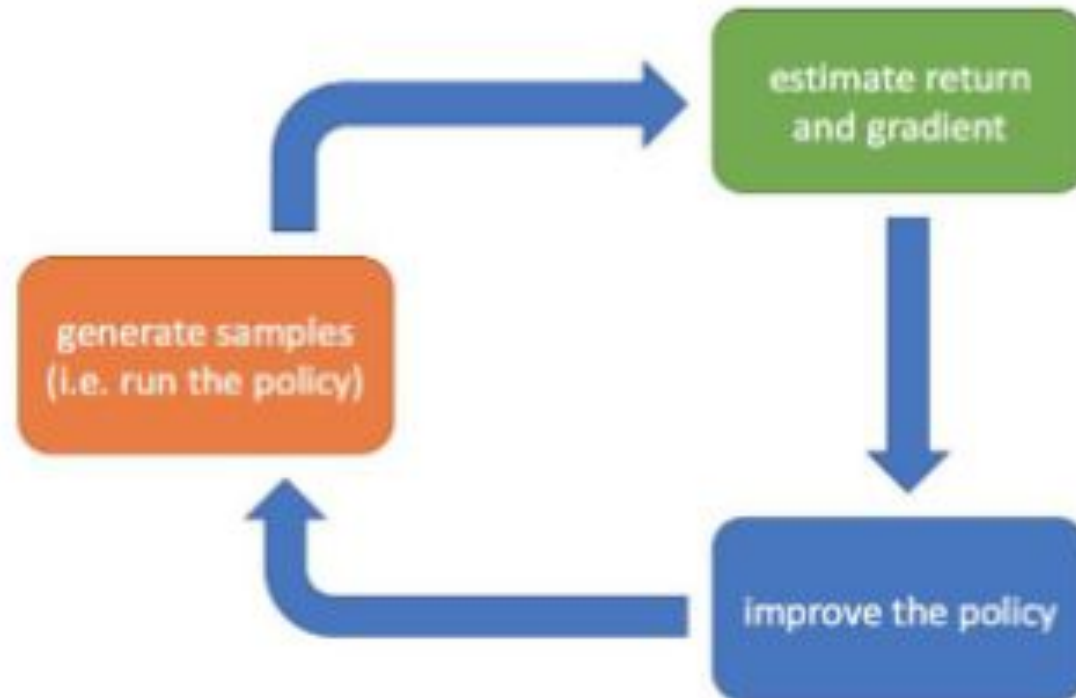 estimate return
and gradient
generate samples
(i.e. run the policy)
improve the policy